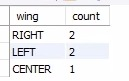 wing count
RIGHT 2
LEFT 2
CENTER 1